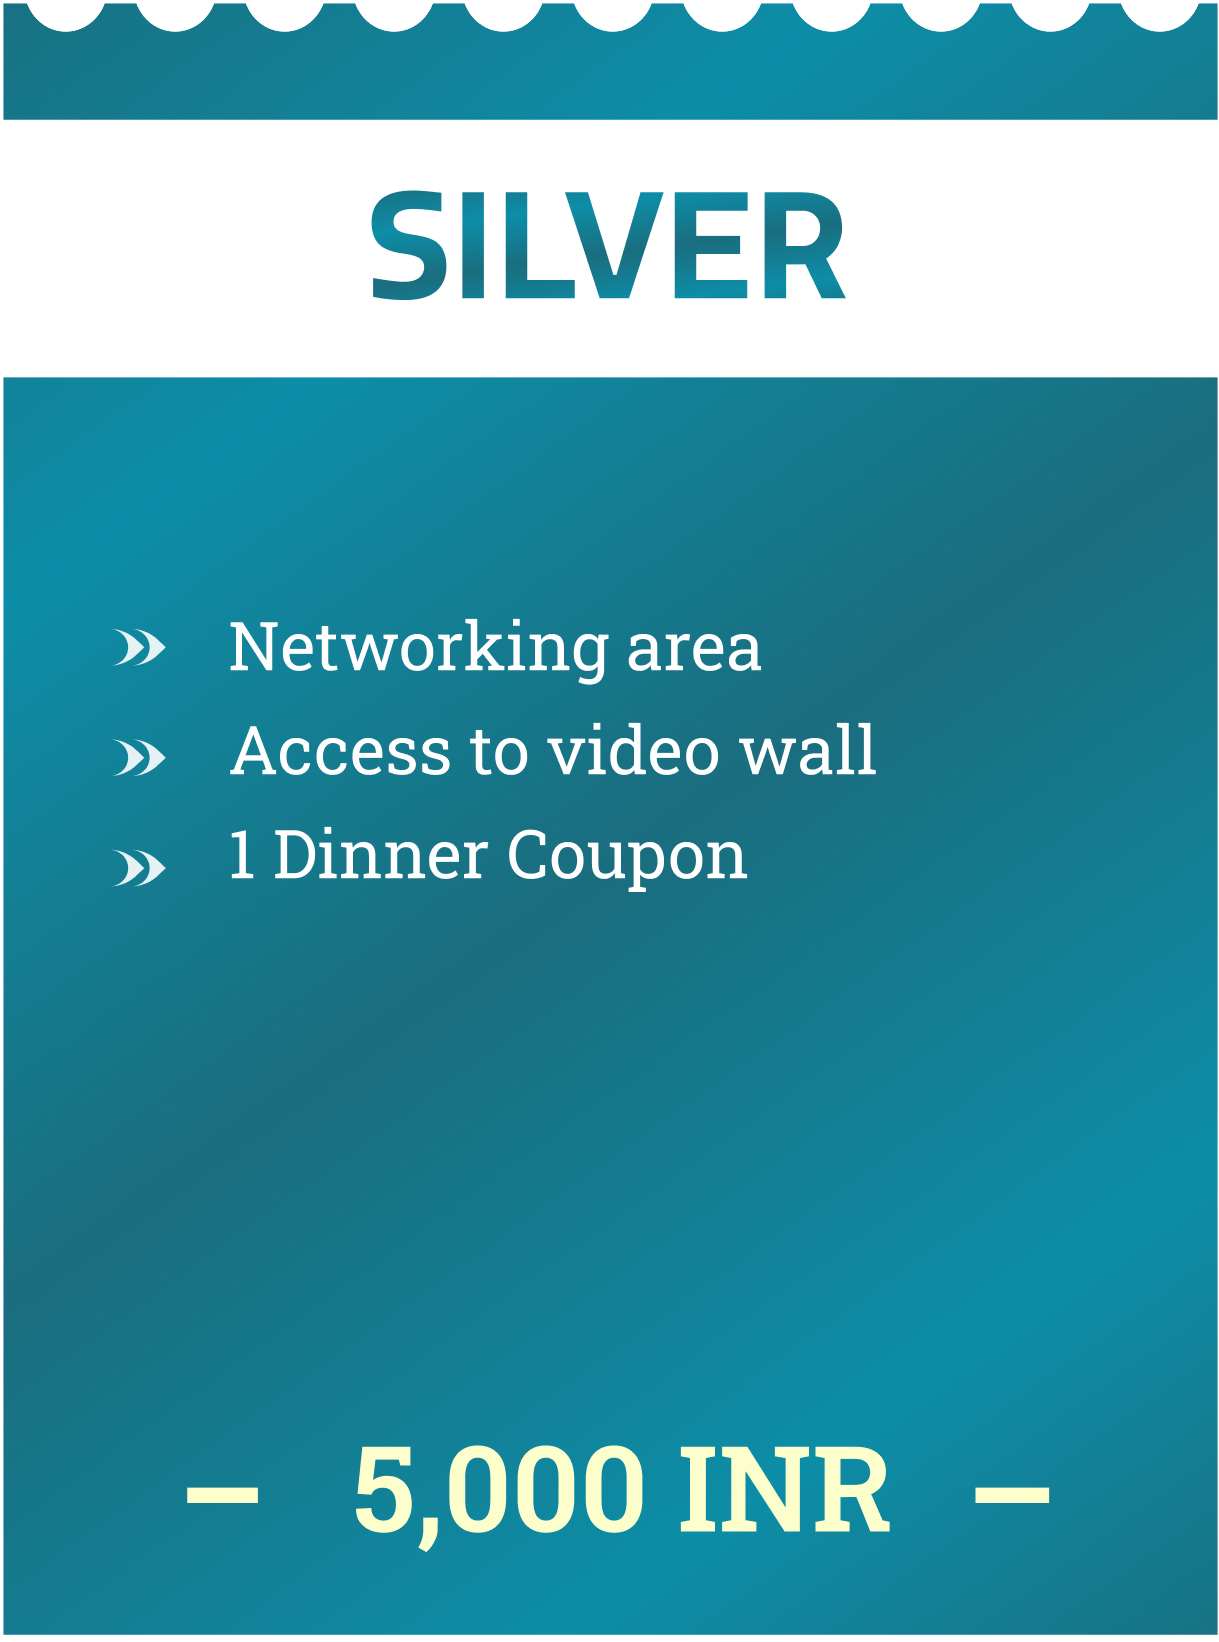 SILVER
Networking area
Access to video wall
1 Dinner Coupon
5,000 INR